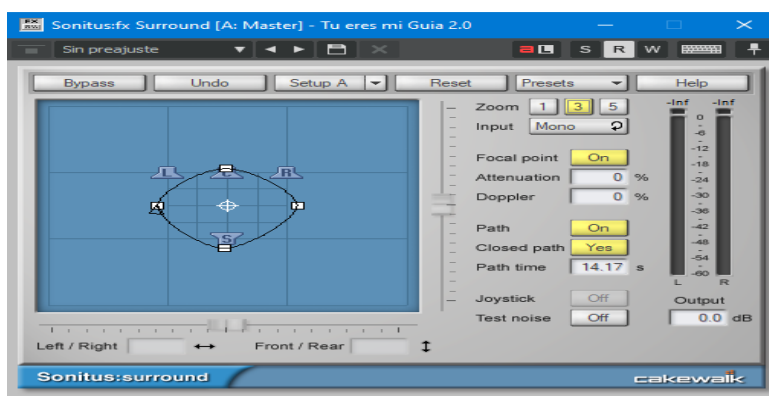 FX Sonitus:fx Surround [A: Master] - Tu eres mi Guia 2.0
Sin preajuste a L S R W
Bypass Undo Setup A Reset Presets Help
Zoom 1 3 5
Input Mono
Focal point On
Attenuation 0 %
Doppler 0 %
Path On
Closed path Yes
Path time 14.17 s
Joystick Off
Test noise Off
L C R
S
-Inf -Inf
0
-6
-12
-18
-24
-30
-36
-42
-48
-54
-60
L R
Output
0.0 dB
Left / Right Front / Rear
Sonitus:surround cakewalk